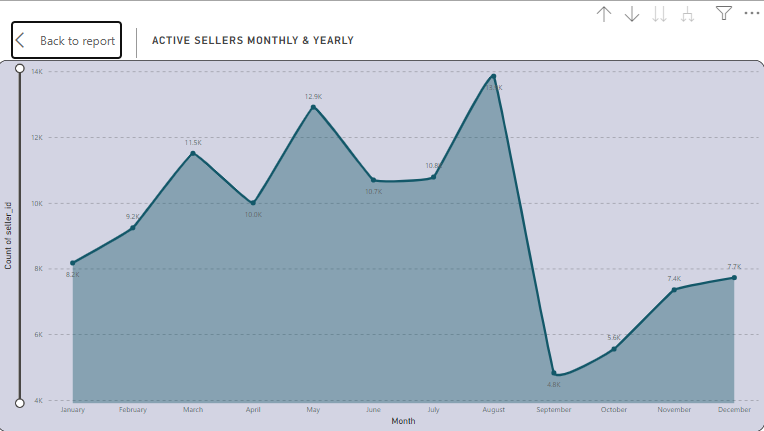 Back to report
ACTIVE SELLERS MONTHLY & YEARLY
14K
12K
10K
8K
6K
4K
Count of seller_id
8.2K
9.2K
11.5K
10.0K
12.9K
10.7K
10.8K
4.8K
5.6K
7.4K
7.7K
January February March April May June July August September October November December
Month